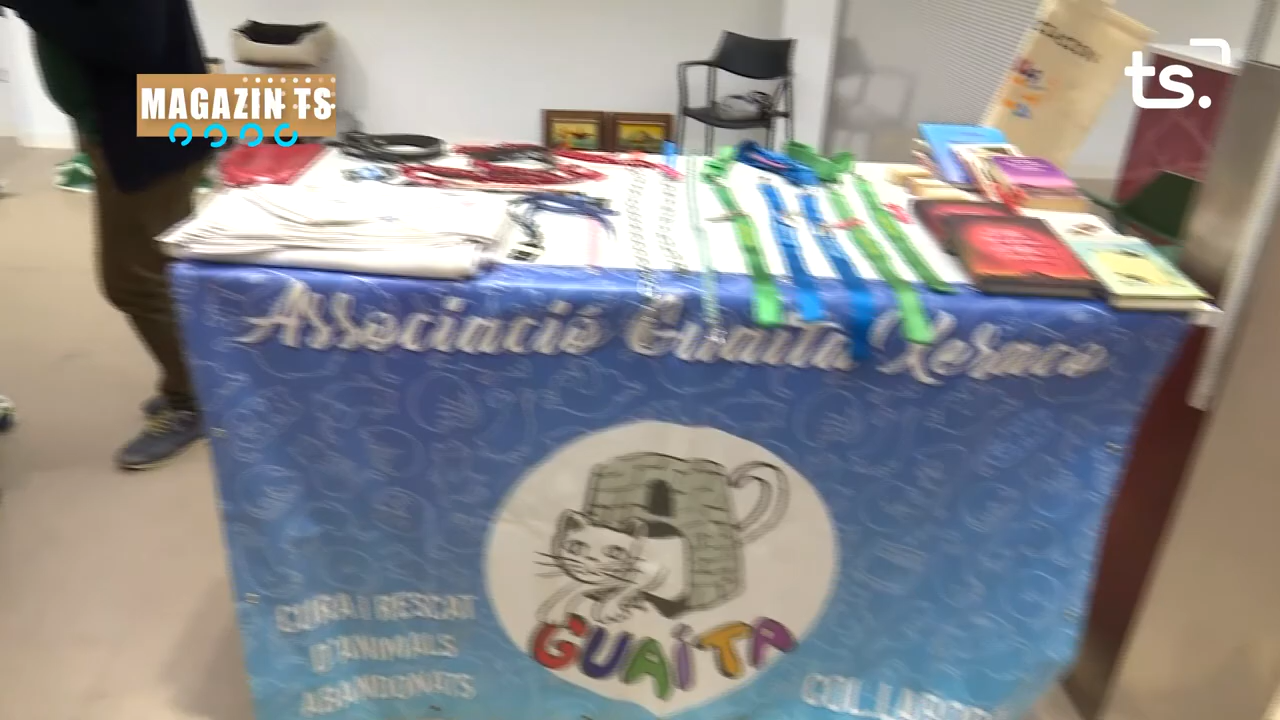 MAGAZIN TS
ts.
Associació Guaita Xeraco
GUAITA
CURA I RESCAT
D'ANIMALS
ABANDONATS